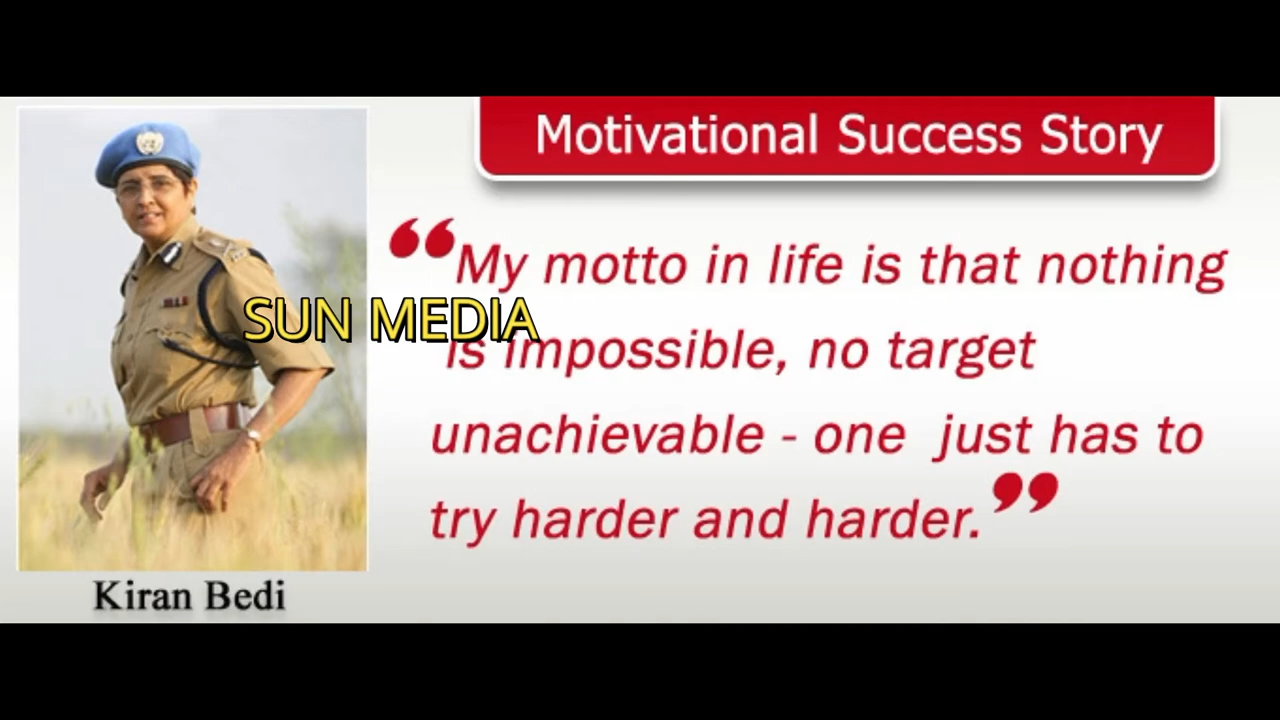 Motivational Success Story
“My motto in life is that nothing
SUN MEDIA
is impossible, no target
unachievable - one just has to
try harder and harder.”
Kiran Bedi